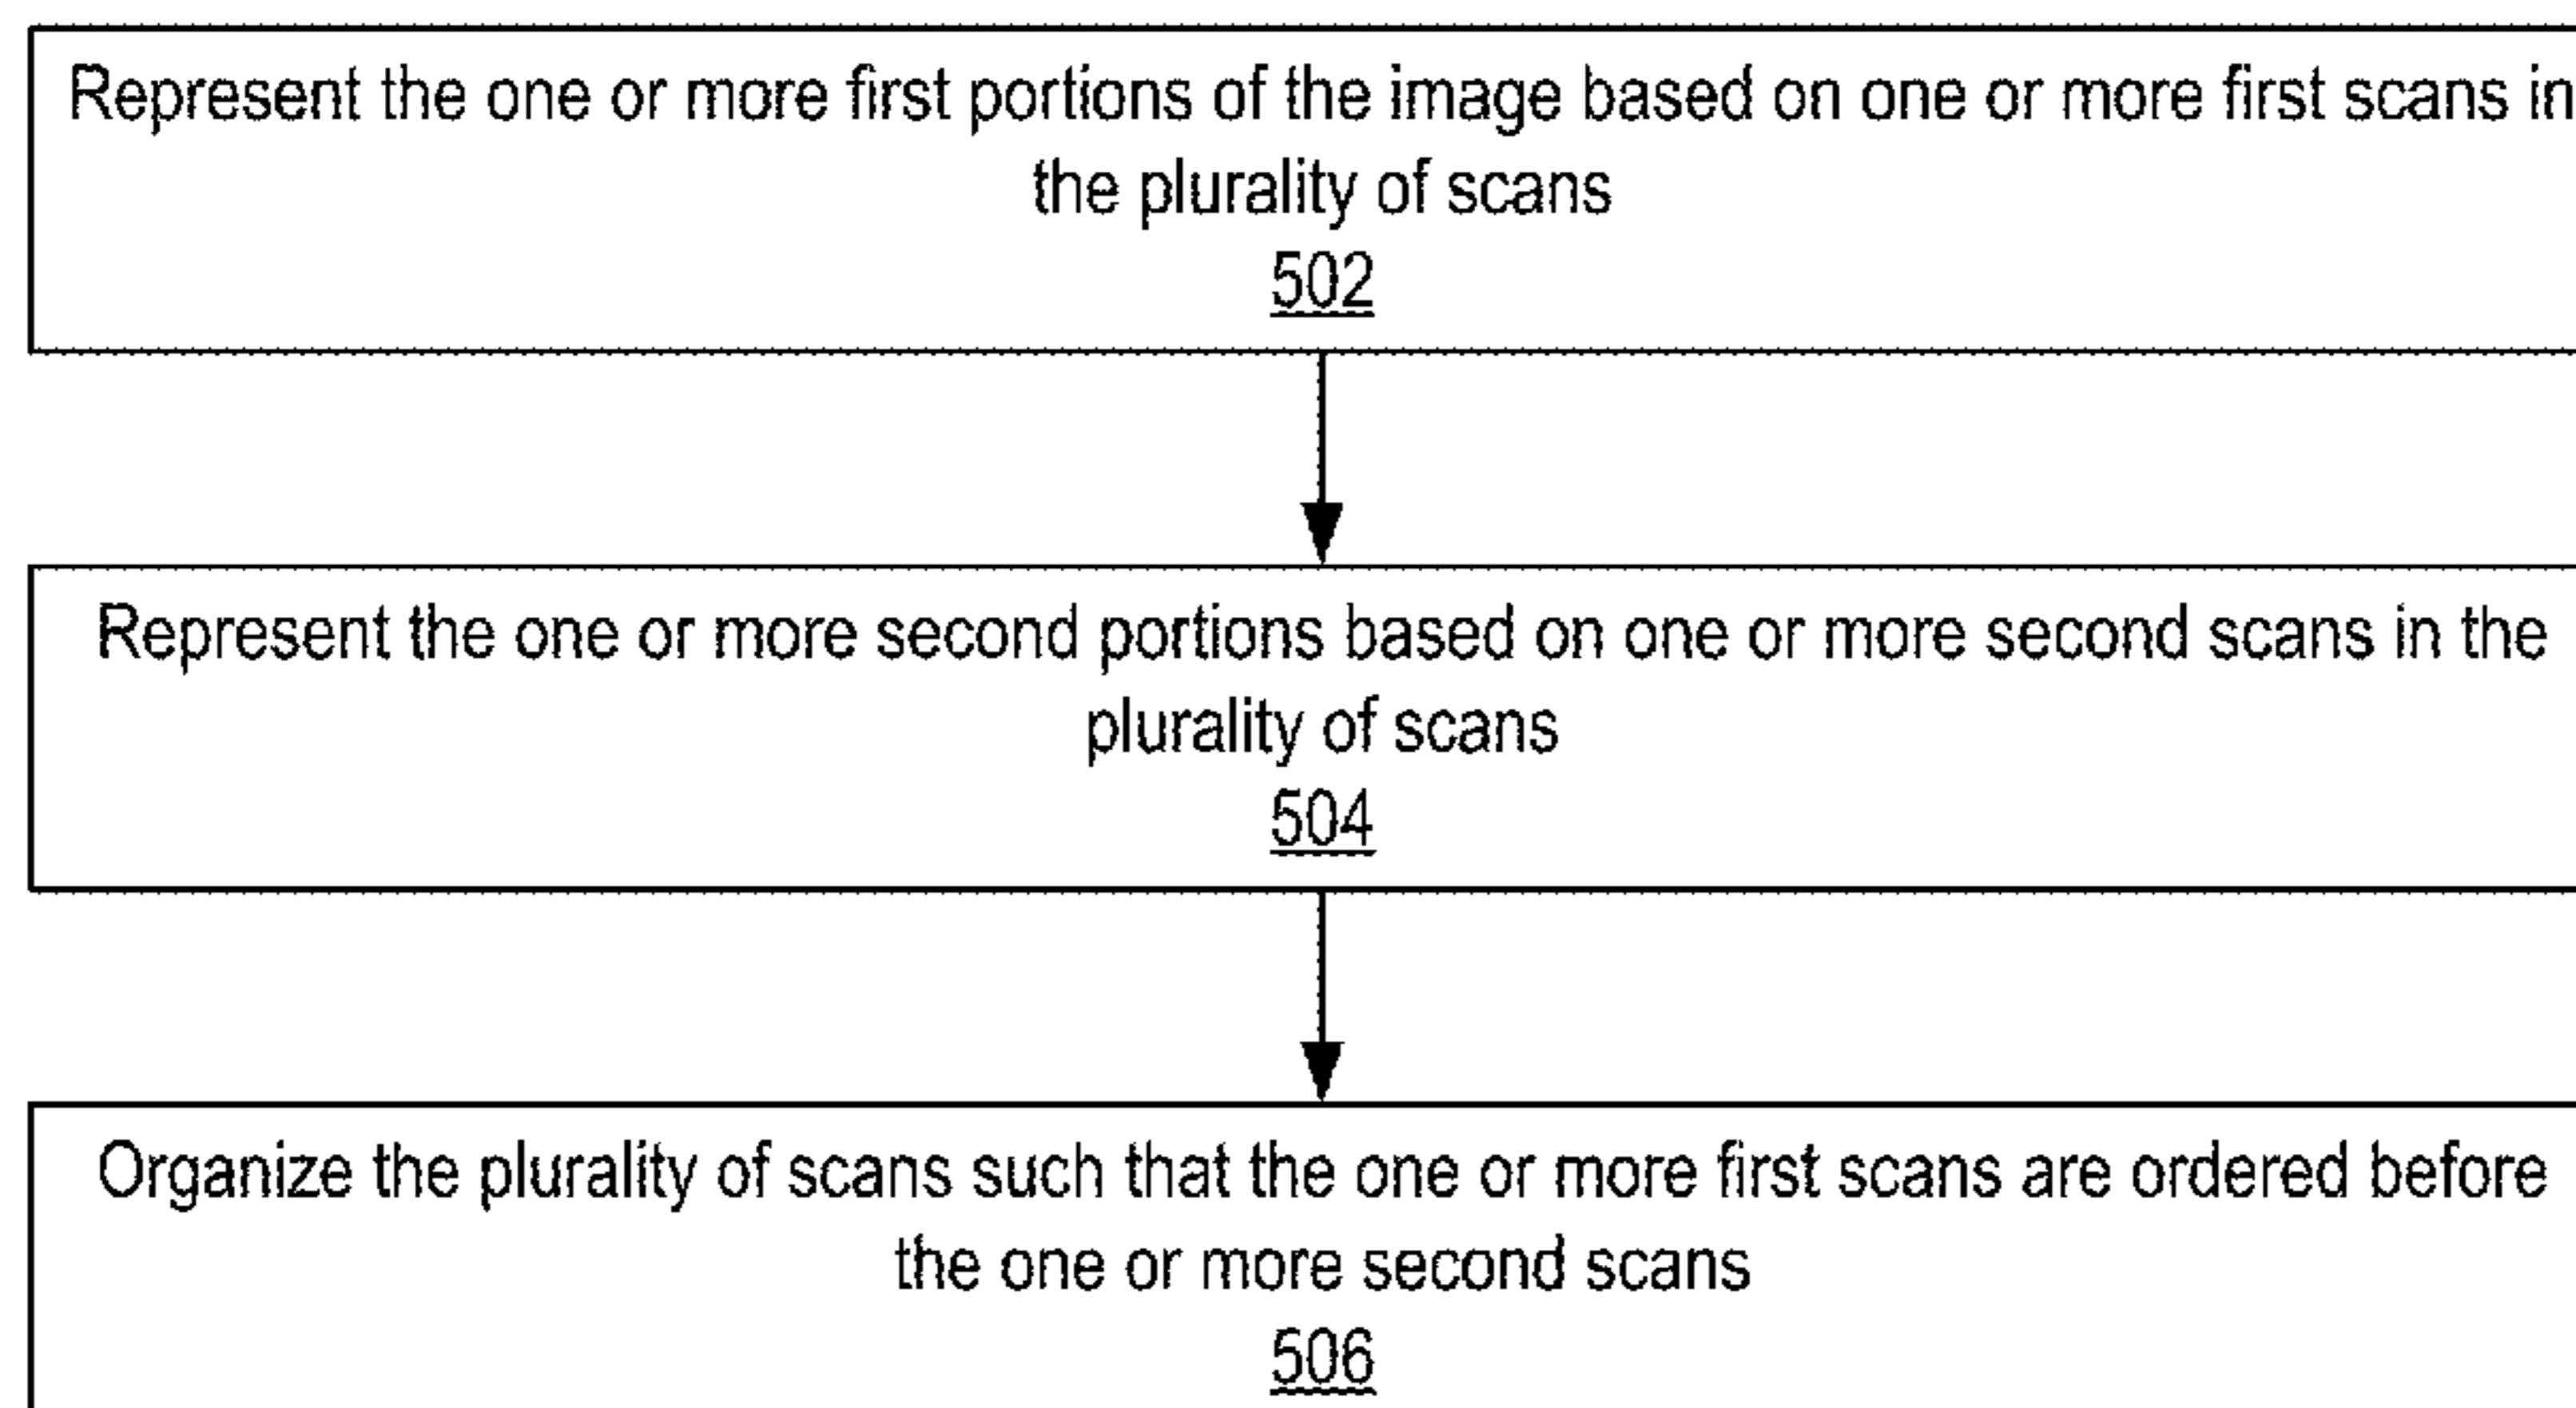 Represent the one or more first portions of the image based on one or more first scans in
the plurality of scans
502
Represent the one or more second portions based on one or more second scans in the
plurality of scans
504
Organize the plurality of scans such that the one or more first scans are ordered before
the one or more second scans
506